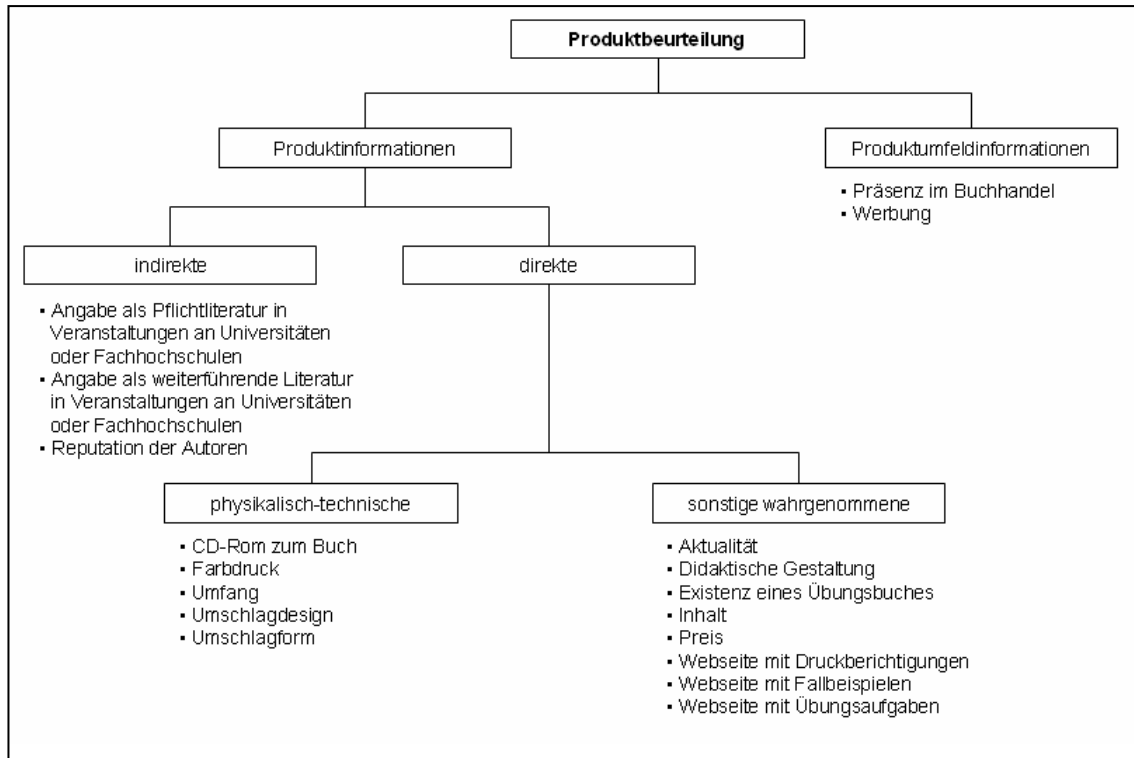 Produktbeurteilung
Produktinformationen
Produktumfeldinformationen
▪ Präsenz im Buchhandel
▪ Werbung
indirekte
direkte
▪ Angabe als Pflichtliteratur in
Veranstaltungen an Universitäten
oder Fachhochschulen
▪ Angabe als weiterführende Literatur
in Veranstaltungen an Universitäten
oder Fachhochschulen
▪ Reputation der Autoren
physikalisch-technische
▪ CD-Rom zum Buch
▪ Farbdruck
▪ Umfang
▪ Umschlagdesign
▪ Umschlagform
sonstige wahrgenommene
▪ Aktualität
▪ Didaktische Gestaltung
▪ Existenz eines Übungsbuches
▪ Inhalt
▪ Preis
▪ Webseite mit Druckberichtigungen
▪ Webseite mit Fallbeispielen
▪ Webseite mit Übungsaufgaben